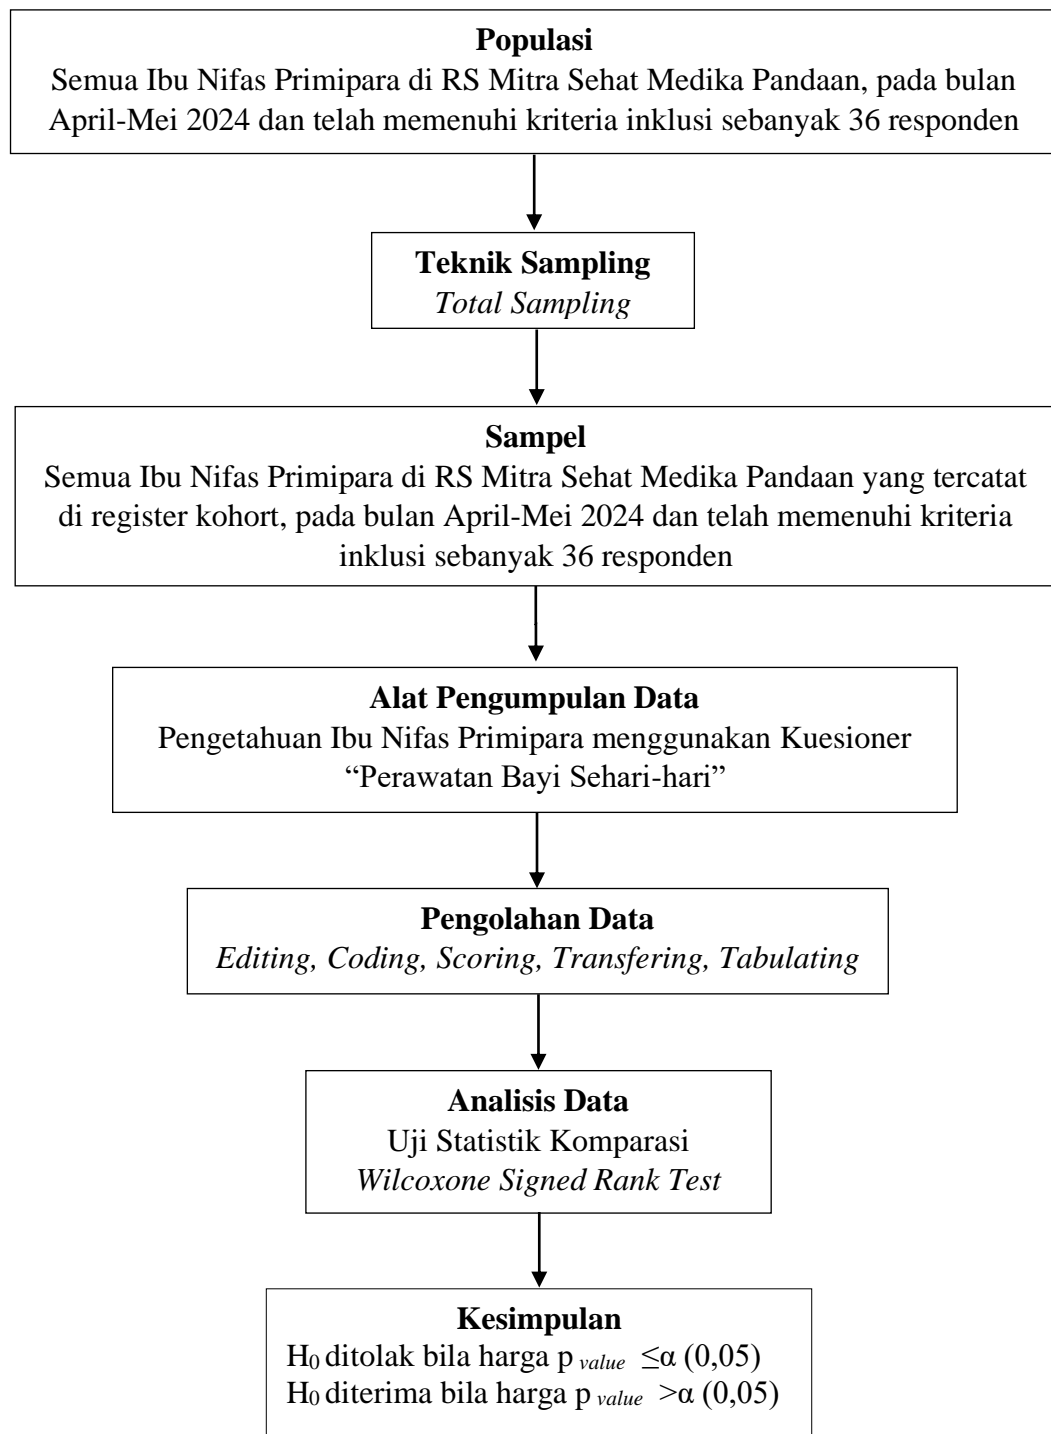 Populasi
Semua Ibu Nifas Primipara di RS Mitra Sehat Medika Pandaan, pada bulan
April-Mei 2024 dan telah memenuhi kriteria inklusi sebanyak 36 responden
Teknik Sampling
Total Sampling
Sampel
Semua Ibu Nifas Primipara di RS Mitra Sehat Medika Pandaan yang tercatat
di register kohort, pada bulan April-Mei 2024 dan telah memenuhi kriteria
inklusi sebanyak 36 responden
Alat Pengumpulan Data
Pengetahuan Ibu Nifas Primipara menggunakan Kuesioner
“Perawatan Bayi Sehari-hari”
Pengolahan Data
Editing, Coding, Scoring, Transfering, Tabulating
Analisis Data
Uji Statistik Komparasi
Wilcoxone Signed Rank Test
Kesimpulan
H₀ ditolak bila harga p value ≤α (0,05)
H₀ diterima bila harga p value >α (0,05)